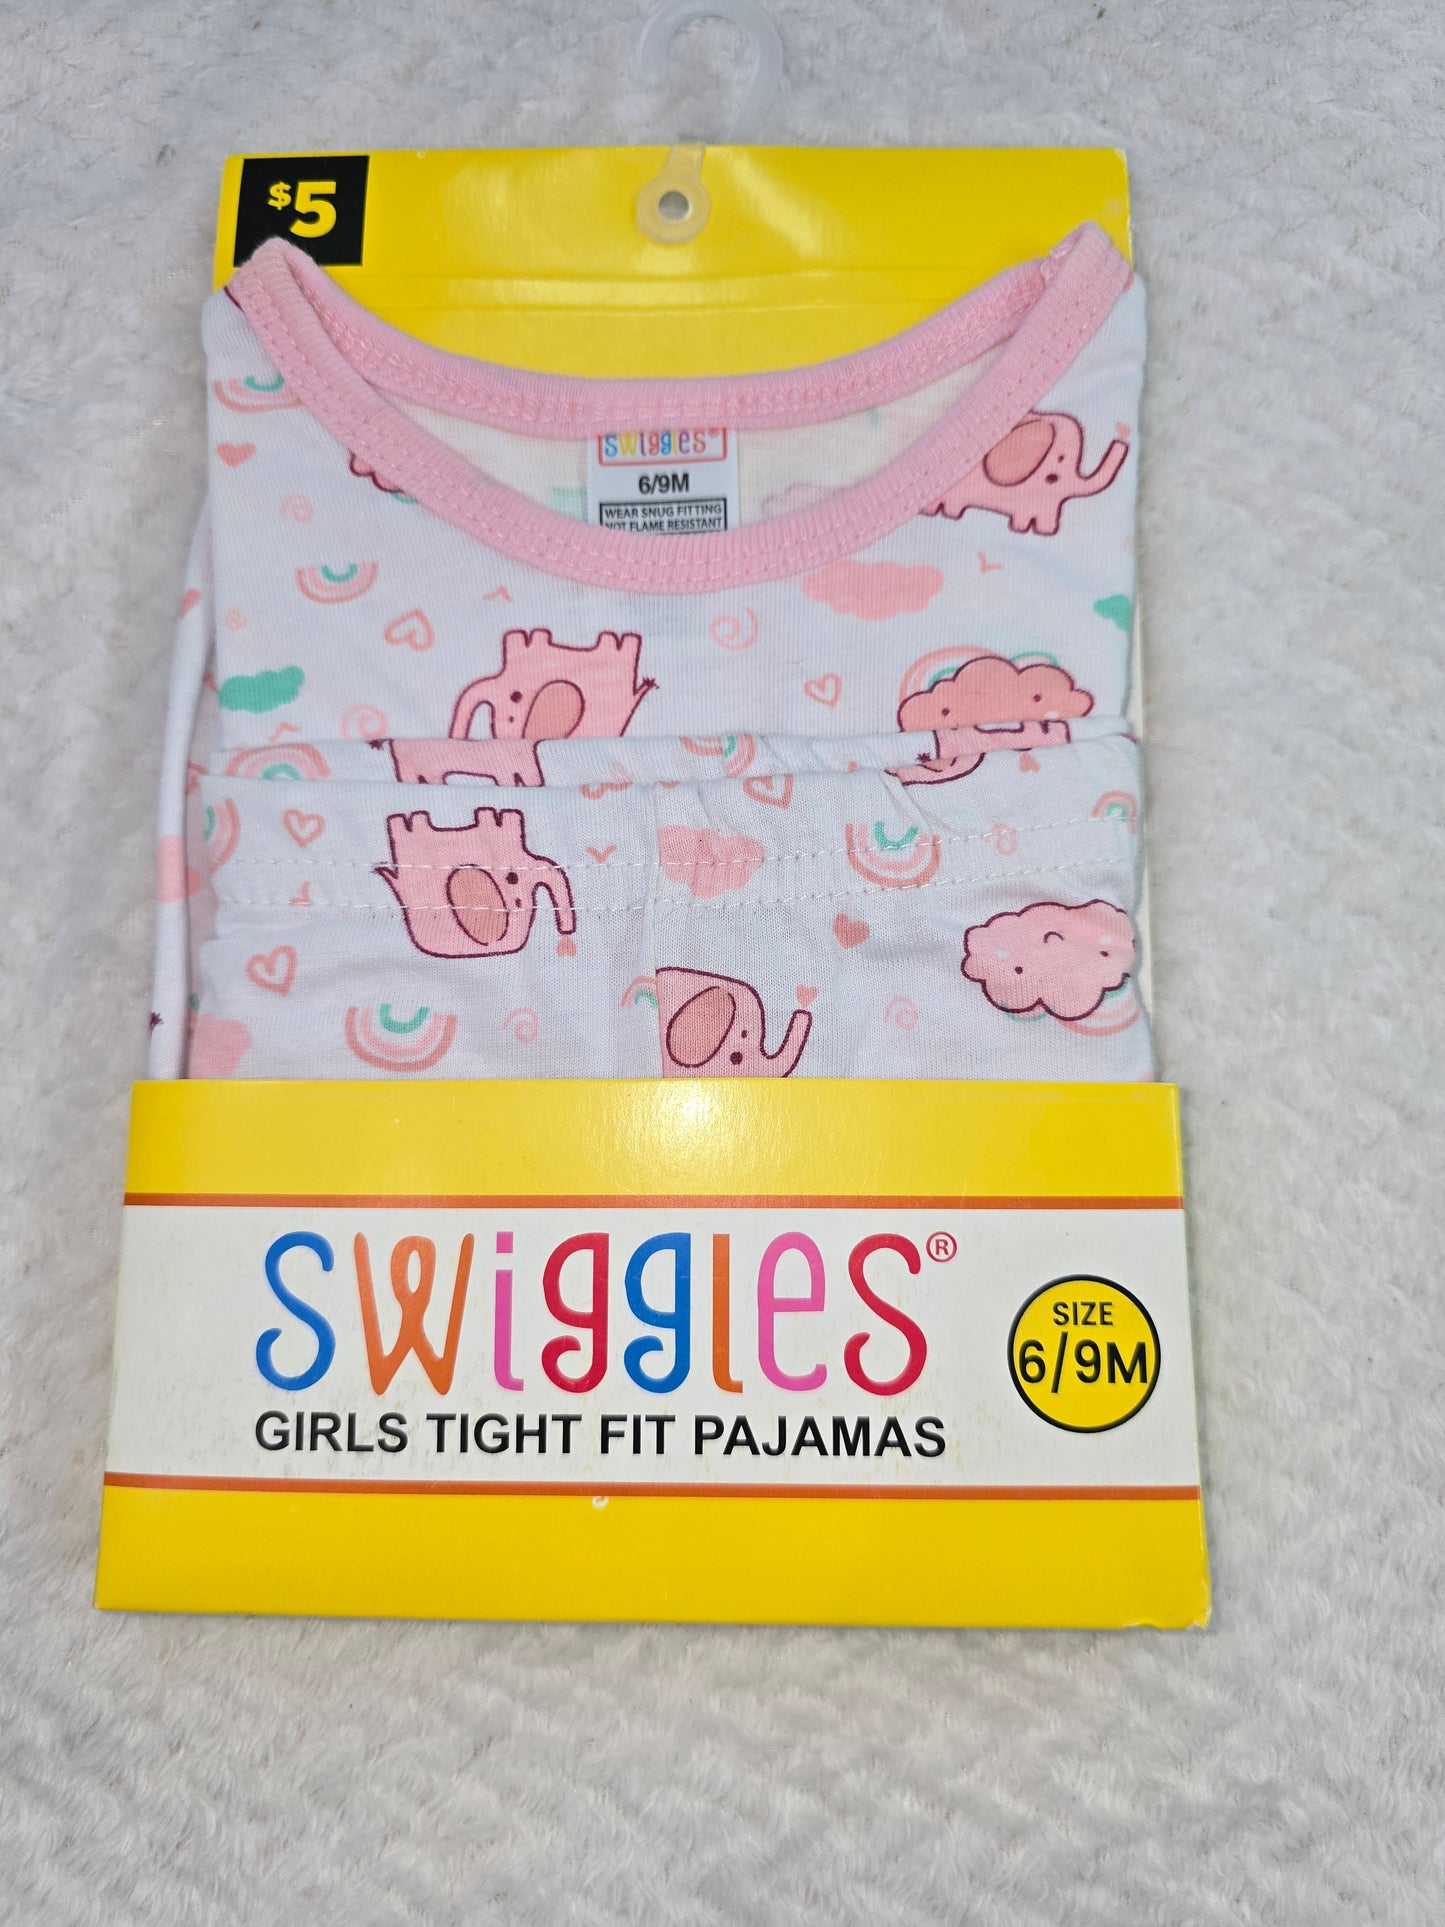 $5
swiggles®
6/9M
WEAR SNUG FITTING
NOT FLAME RESISTANT
swiggles®
SIZE
6/9M
GIRLS TIGHT FIT PAJAMAS